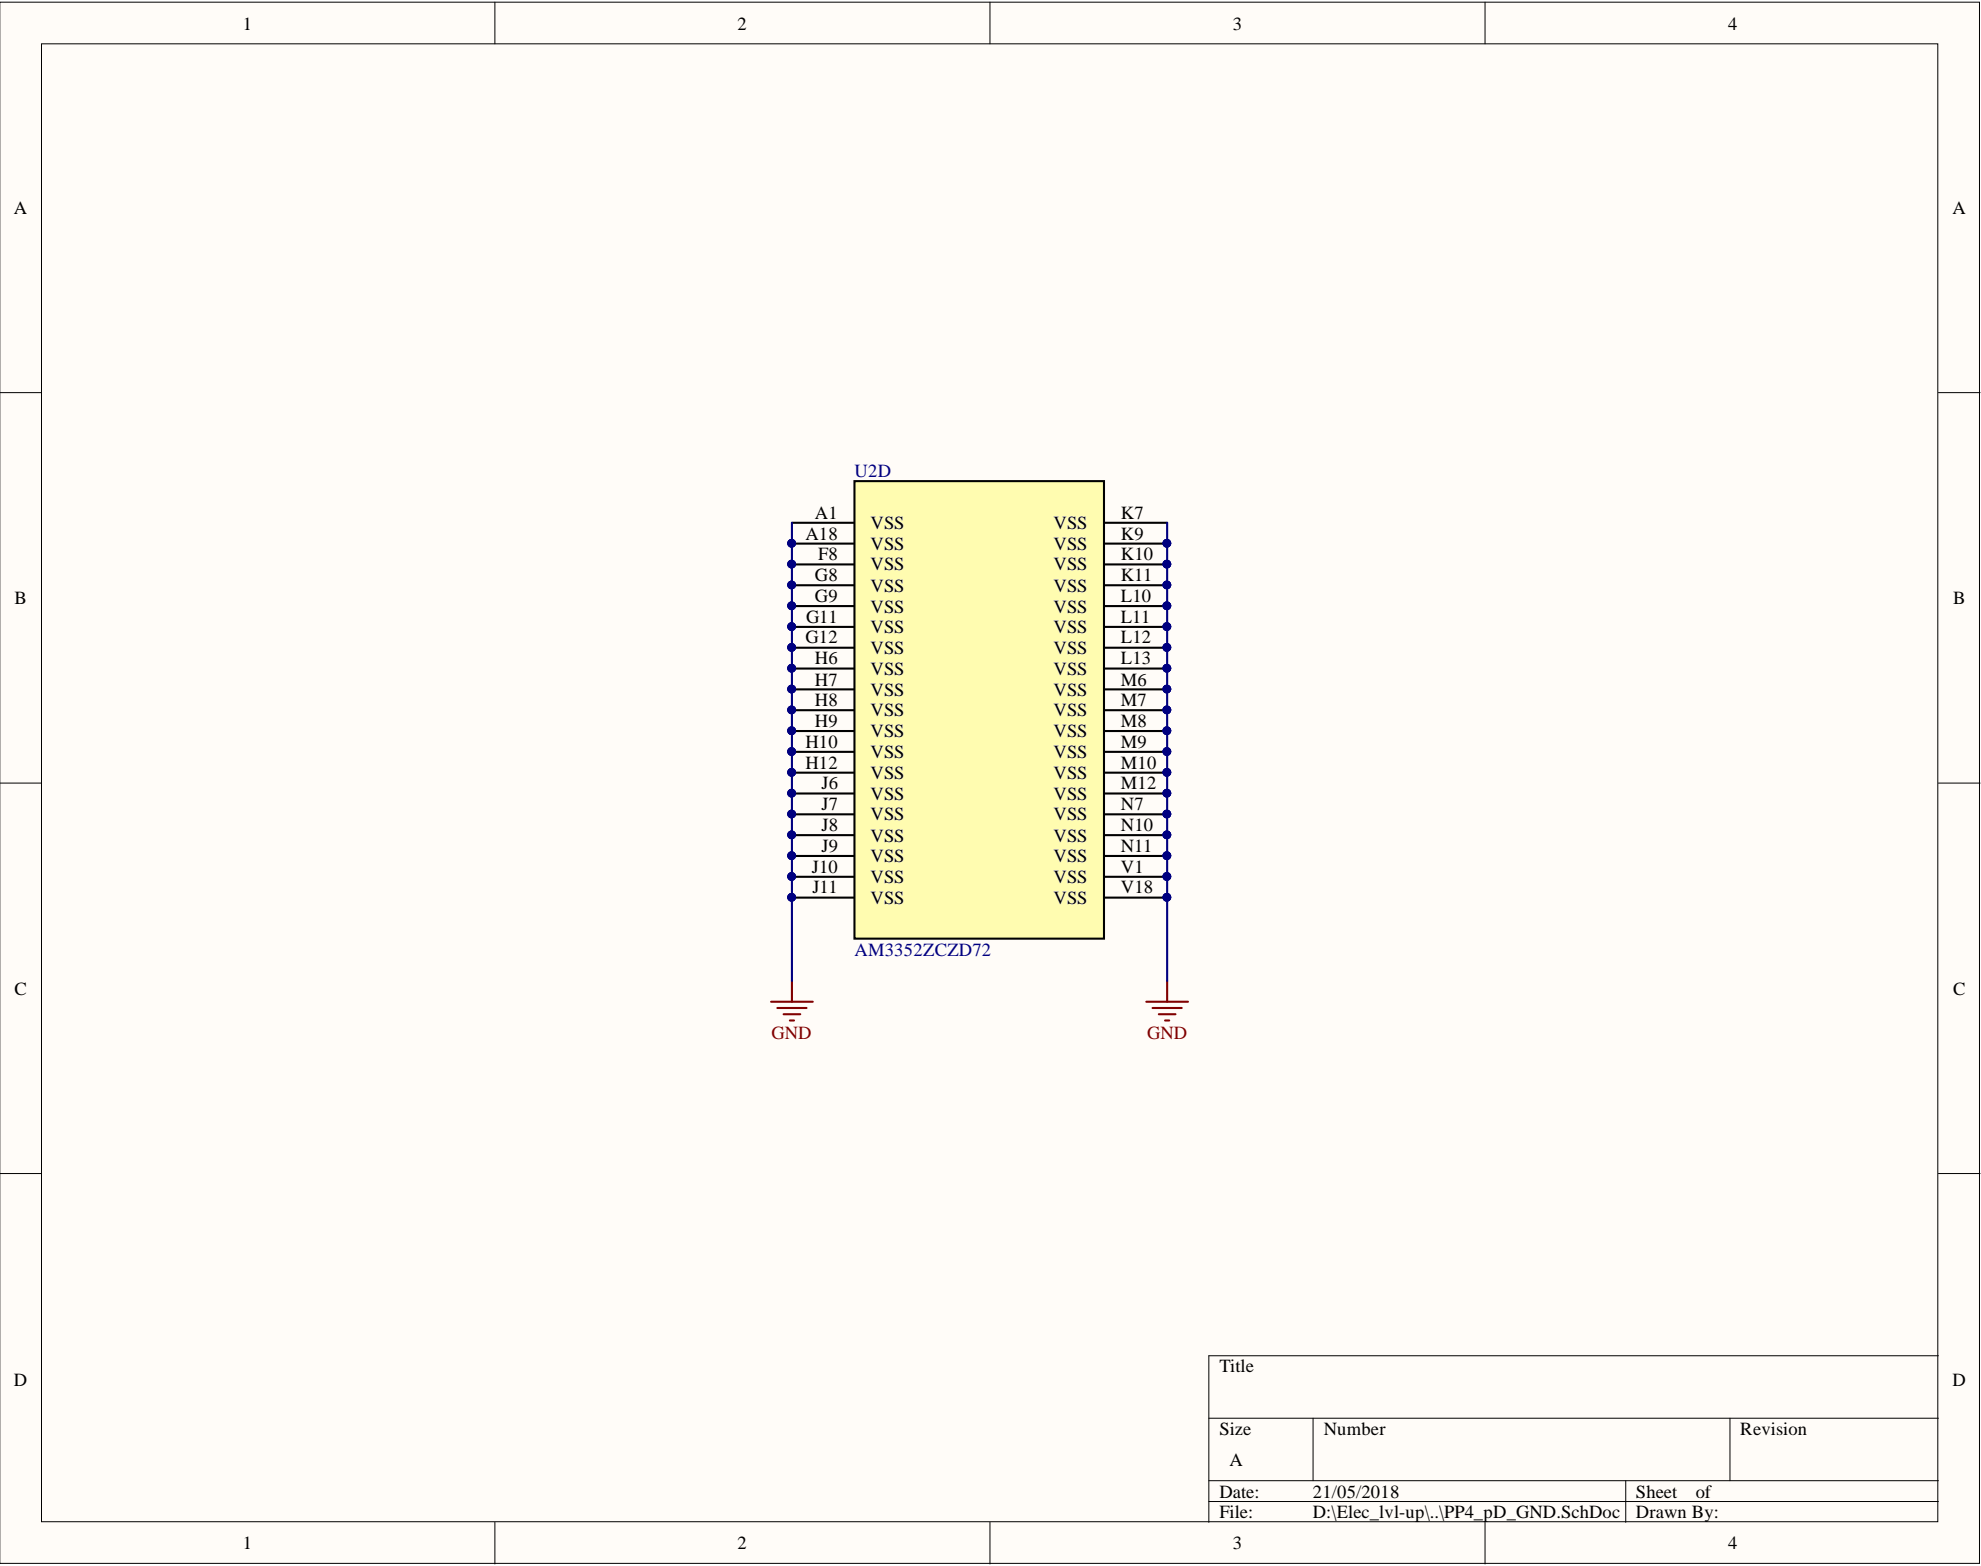 1 2 3 4
A A
B B
C C
D D
U2D
A1 VSS VSS K7
A18 VSS VSS K9
F8 VSS VSS K10
G8 VSS VSS K11
G9 VSS VSS L10
G11 VSS VSS L11
G12 VSS VSS L12
H6 VSS VSS L13
H7 VSS VSS M6
H8 VSS VSS M7
H9 VSS VSS M8
H10 VSS VSS M9
H12 VSS VSS M10
J6 VSS VSS M12
J7 VSS VSS N7
J8 VSS VSS N10
J9 VSS VSS N11
J10 VSS VSS V1
J11 VSS VSS V18
AM3352ZCZD72
GND GND
Title
Size Number Revision
A
Date: 21/05/2018 Sheet of
File: D:\Elec_lvl-up\..\PP4_pD_GND.SchDoc Drawn By:
1 2 3 4